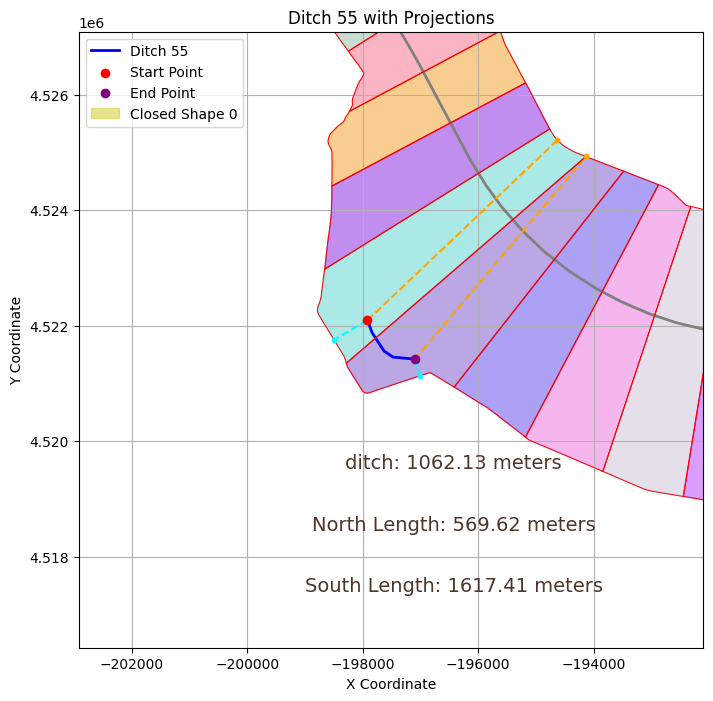 Ditch 55 with Projections
1e6
Ditch 55
Start Point
End Point
Closed Shape 0
4.526
4.524
4.522
4.520
4.518
Y Coordinate
ditch: 1062.13 meters
North Length: 569.62 meters
South Length: 1617.41 meters
−202000 −200000 −198000 −196000 −194000
X Coordinate